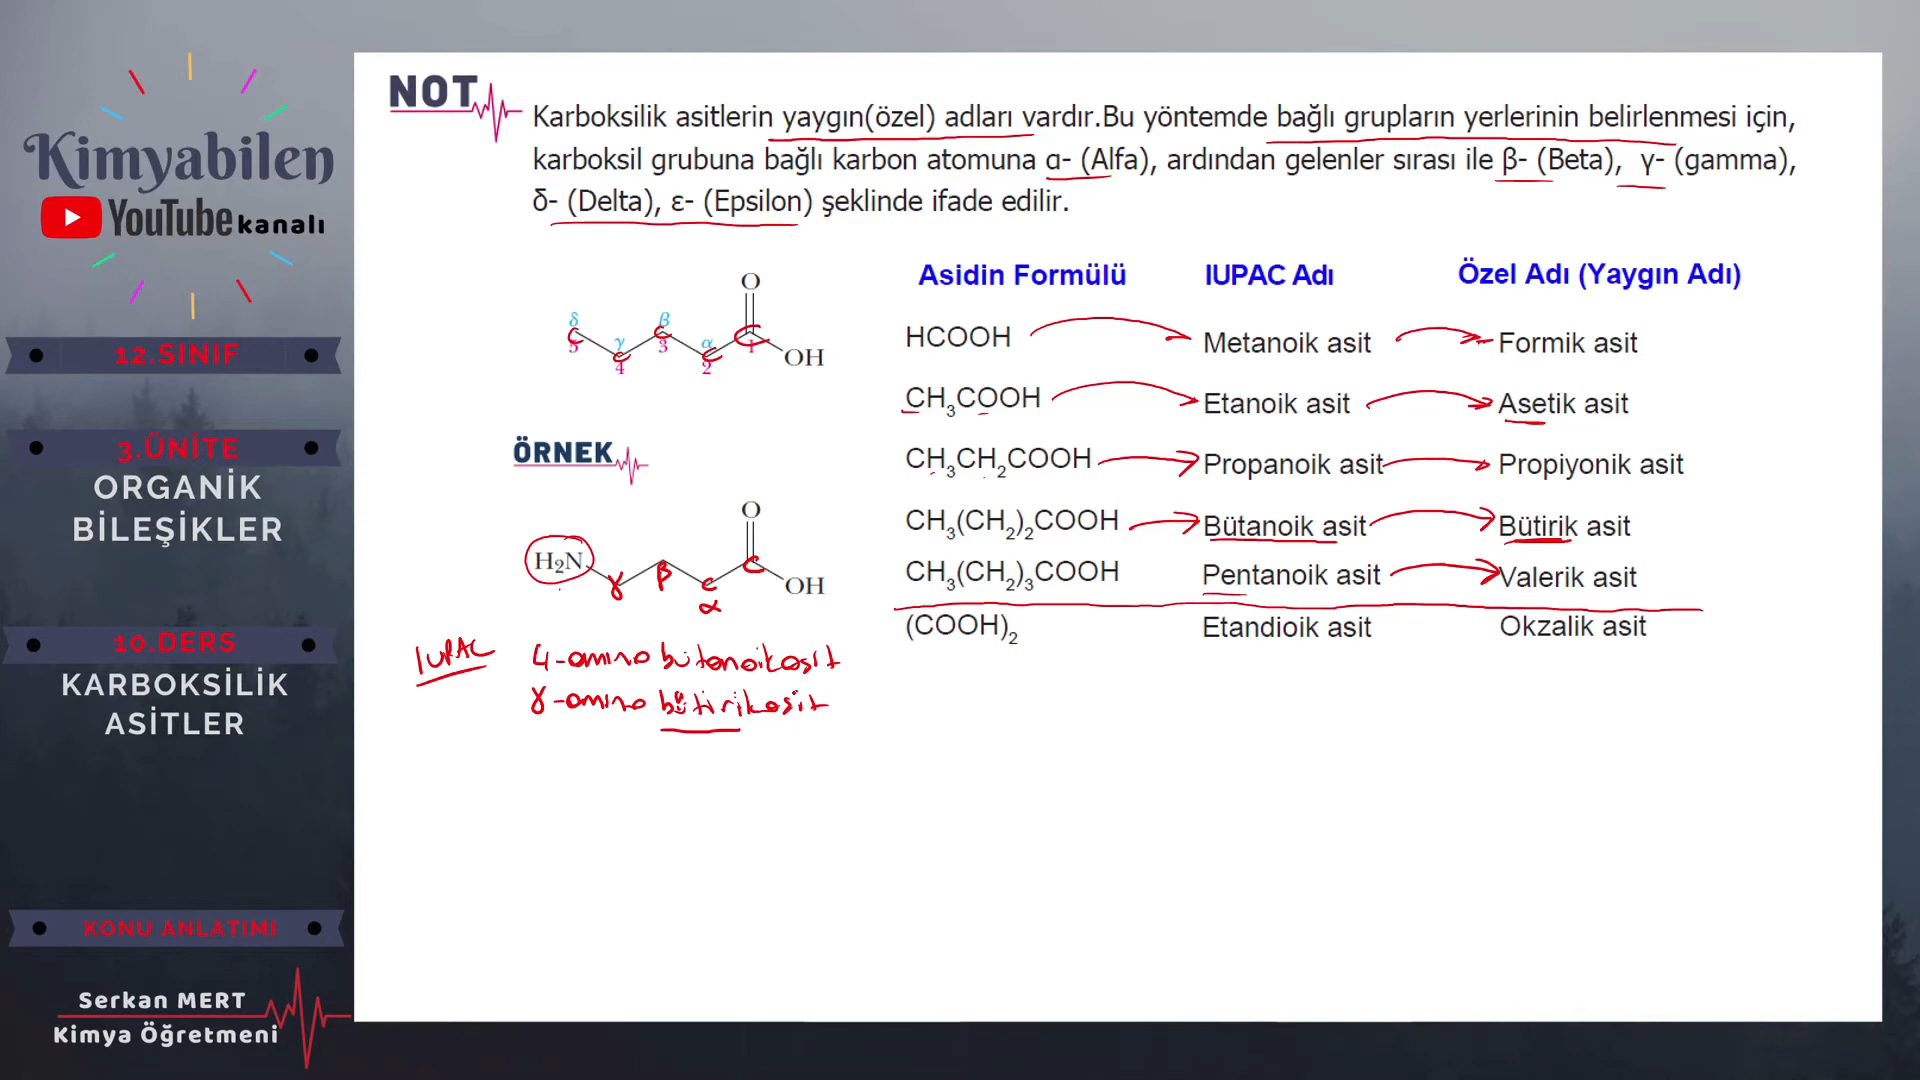 Kimyabilen
YouTube kanalı
12.SINIF
3.ÜNİTE
ORGANİK
BİLEŞİKLER
10.DERS
KARBOKSİLİK
ASİTLER
KONU ANLATIMI
Serkan MERT
Kimya Öğretmeni
NOT
Karboksilik asitlerin yaygın(özel) adları vardır.Bu yöntemde bağlı grupların yerlerinin belirlenmesi için,
karboksil grubuna bağlı karbon atomuna α- (Alfa), ardından gelenler sırası ile β- (Beta), γ- (gamma),
δ- (Delta), ε- (Epsilon) şeklinde ifade edilir.
O
δ β
C C C
γ α
5 3 1
C C OH
4 2
ÖRNEK
O
H₂N C
γ β C OH
α
IUPAC 4-amino bütanoikasit
γ-amino bütirikasit
Asidin Formülü IUPAC Adı Özel Adı (Yaygın Adı)
HCOOH Metanoik asit Formik asit
CH₃COOH Etanoik asit Asetik asit
CH₃CH₂COOH Propanoik asit Propiyonik asit
CH₃(CH₂)₂COOH Bütanoik asit Bütirik asit
CH₃(CH₂)₃COOH Pentanoik asit Valerik asit
(COOH)₂ Etandioik asit Okzalik asit